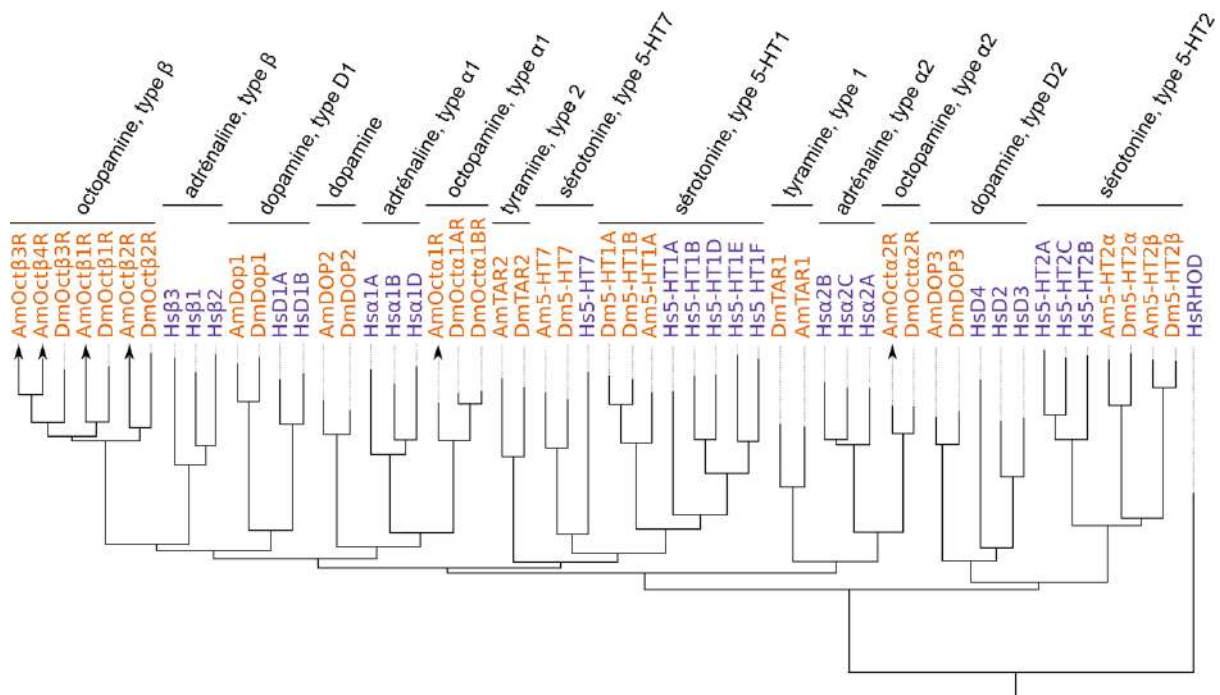 octopamine, type β
adrénaline, type β
dopamine, type D1
dopamine
adrénaline, type α1
octopamine, type α1
tyramine, type 2
sérotonine, type 5-HT7
sérotonine, type 5-HT1
tyramine, type 1
adrénaline, type α2
octopamine, type α2
dopamine, type D2
sérotonine, type 5-HT2
AmOctβ3R
AmOctβ4R
DmOctβ3R
AmOctβ1R
DmOctβ1R
AmOctβ2R
DmOctβ2R
Hsβ3
Hsβ1
Hsβ2
AmDop1
DmDop1
HsD1A
HsD1B
AmDOP2
DmDOP2
Hsα1A
Hsα1B
Hsα1D
AmOctα1R
DmOctα1AR
DmOctα1BR
AmTAR2
DmTAR2
Am5-HT7
Dm5-HT7
Hs5-HT7
Dm5-HT1A
Dm5-HT1B
Am5-HT1A
Hs5-HT1A
Hs5-HT1B
Hs5-HT1D
Hs5-HT1E
Hs5-HT1F
DmTAR1
AmTAR1
Hsα2B
Hsα2C
Hsα2A
AmOctα2R
DmOctα2R
AmDOP3
DmDOP3
HsD4
HsD2
HsD3
Hs5-HT2A
Hs5-HT2C
Hs5-HT2B
Am5-HT2α
Dm5-HT2α
Am5-HT2β
Dm5-HT2β
HsRHOD